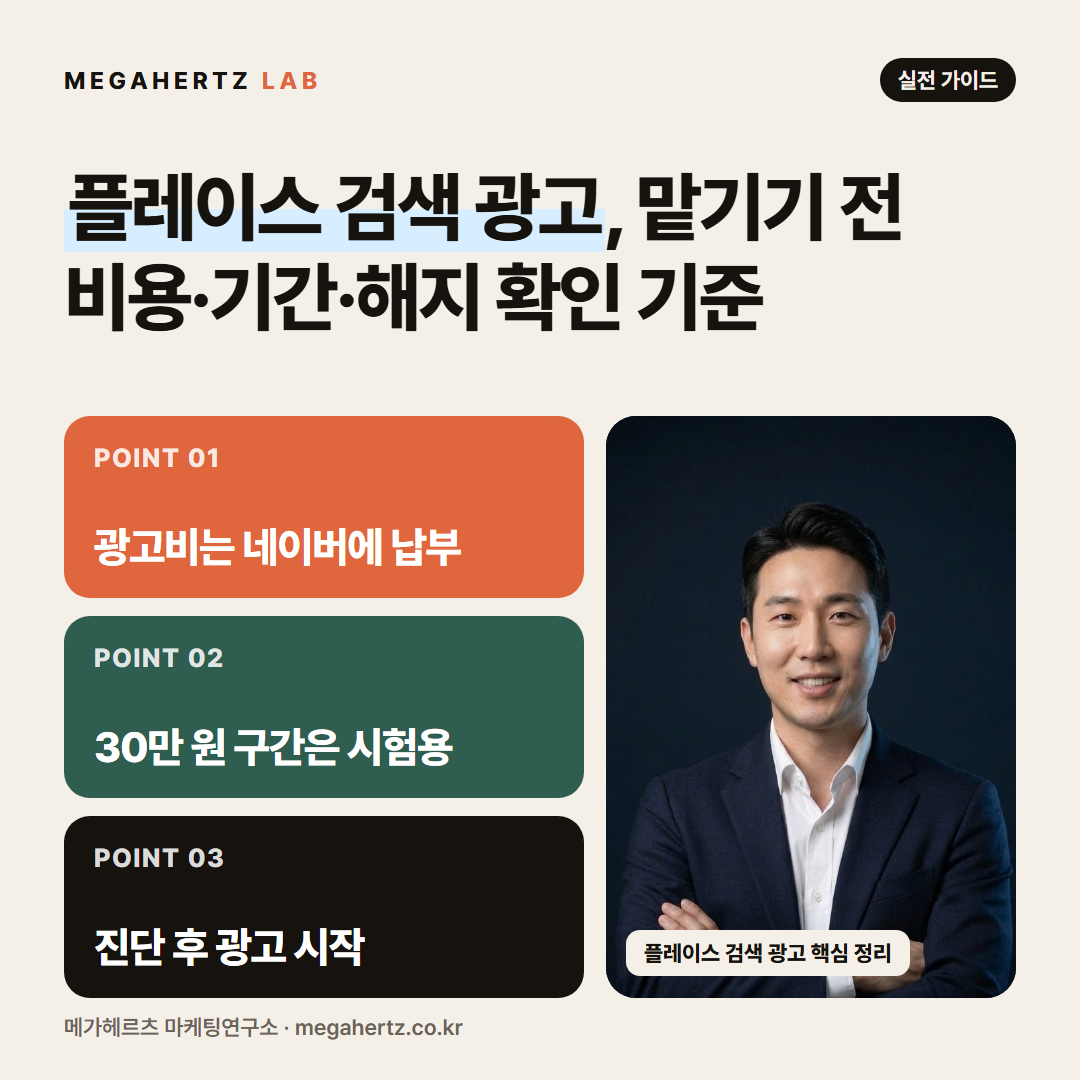 MEGAHERTZ LAB
실전 가이드
플레이스 검색 광고, 맡기기 전
비용·기간·해지 확인 기준
POINT 01
광고비는 네이버에 납부
POINT 02
30만 원 구간은 시험용
POINT 03
진단 후 광고 시작
플레이스 검색 광고 핵심 정리
메가헤르츠 마케팅연구소 · megahertz.co.kr